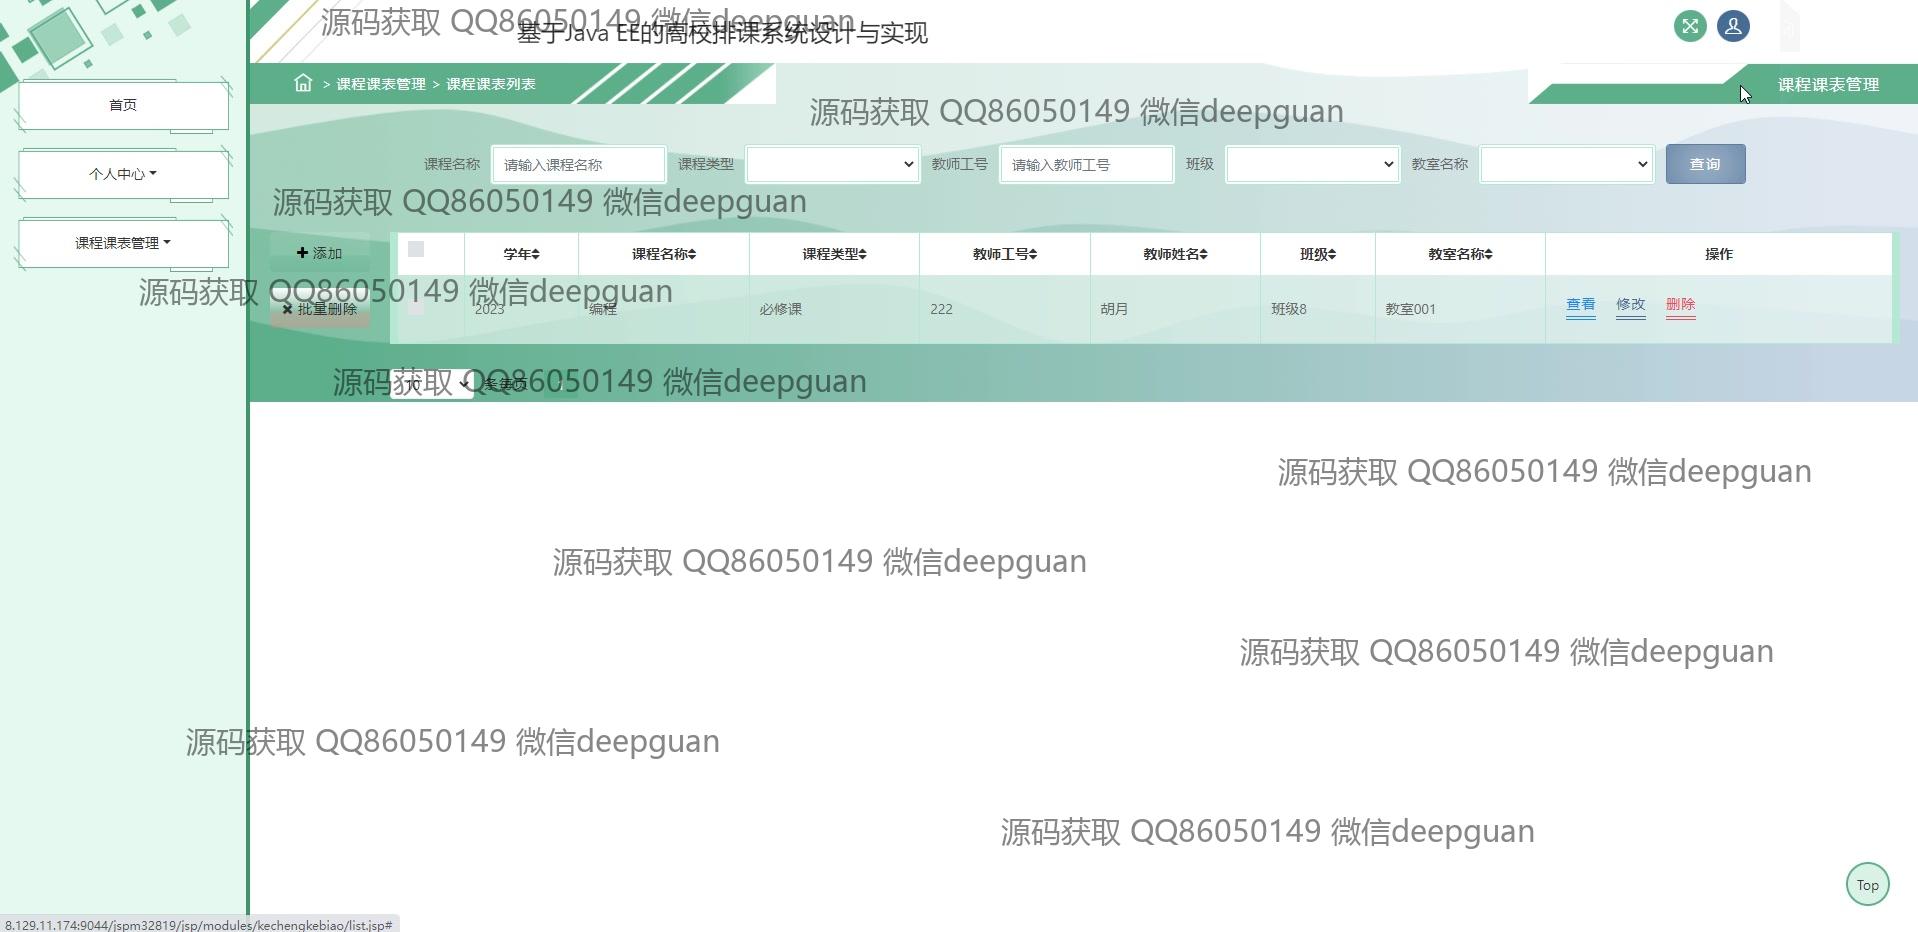 源码获取 QQ86050149 微信deepguan
基于Java EE的高校排课系统设计与实现
> 课程课表管理 > 课程课表列表
课程课表管理
源码获取 QQ86050149 微信deepguan
首页
个人中心
课程课表管理
课程名称 请输入课程名称 课程类型 教师工号 请输入教师工号 班级 教室名称 查询
源码获取 QQ86050149 微信deepguan
添加
批量删除
学年 课程名称 课程类型 教师工号 教师姓名 班级 教室名称 操作
源码获取 QQ86050149 微信deepguan
2023 编程 必修课 222 胡月 班级8 教室001 查看 修改 删除
源码获取 QQ86050149 微信deepguan
10 条每页 1
源码获取 QQ86050149 微信deepguan
源码获取 QQ86050149 微信deepguan
源码获取 QQ86050149 微信deepguan
源码获取 QQ86050149 微信deepguan
源码获取 QQ86050149 微信deepguan
Top
8.129.11.174:9044/jspm32819/jsp/modules/kechengkebiao/list.jsp#